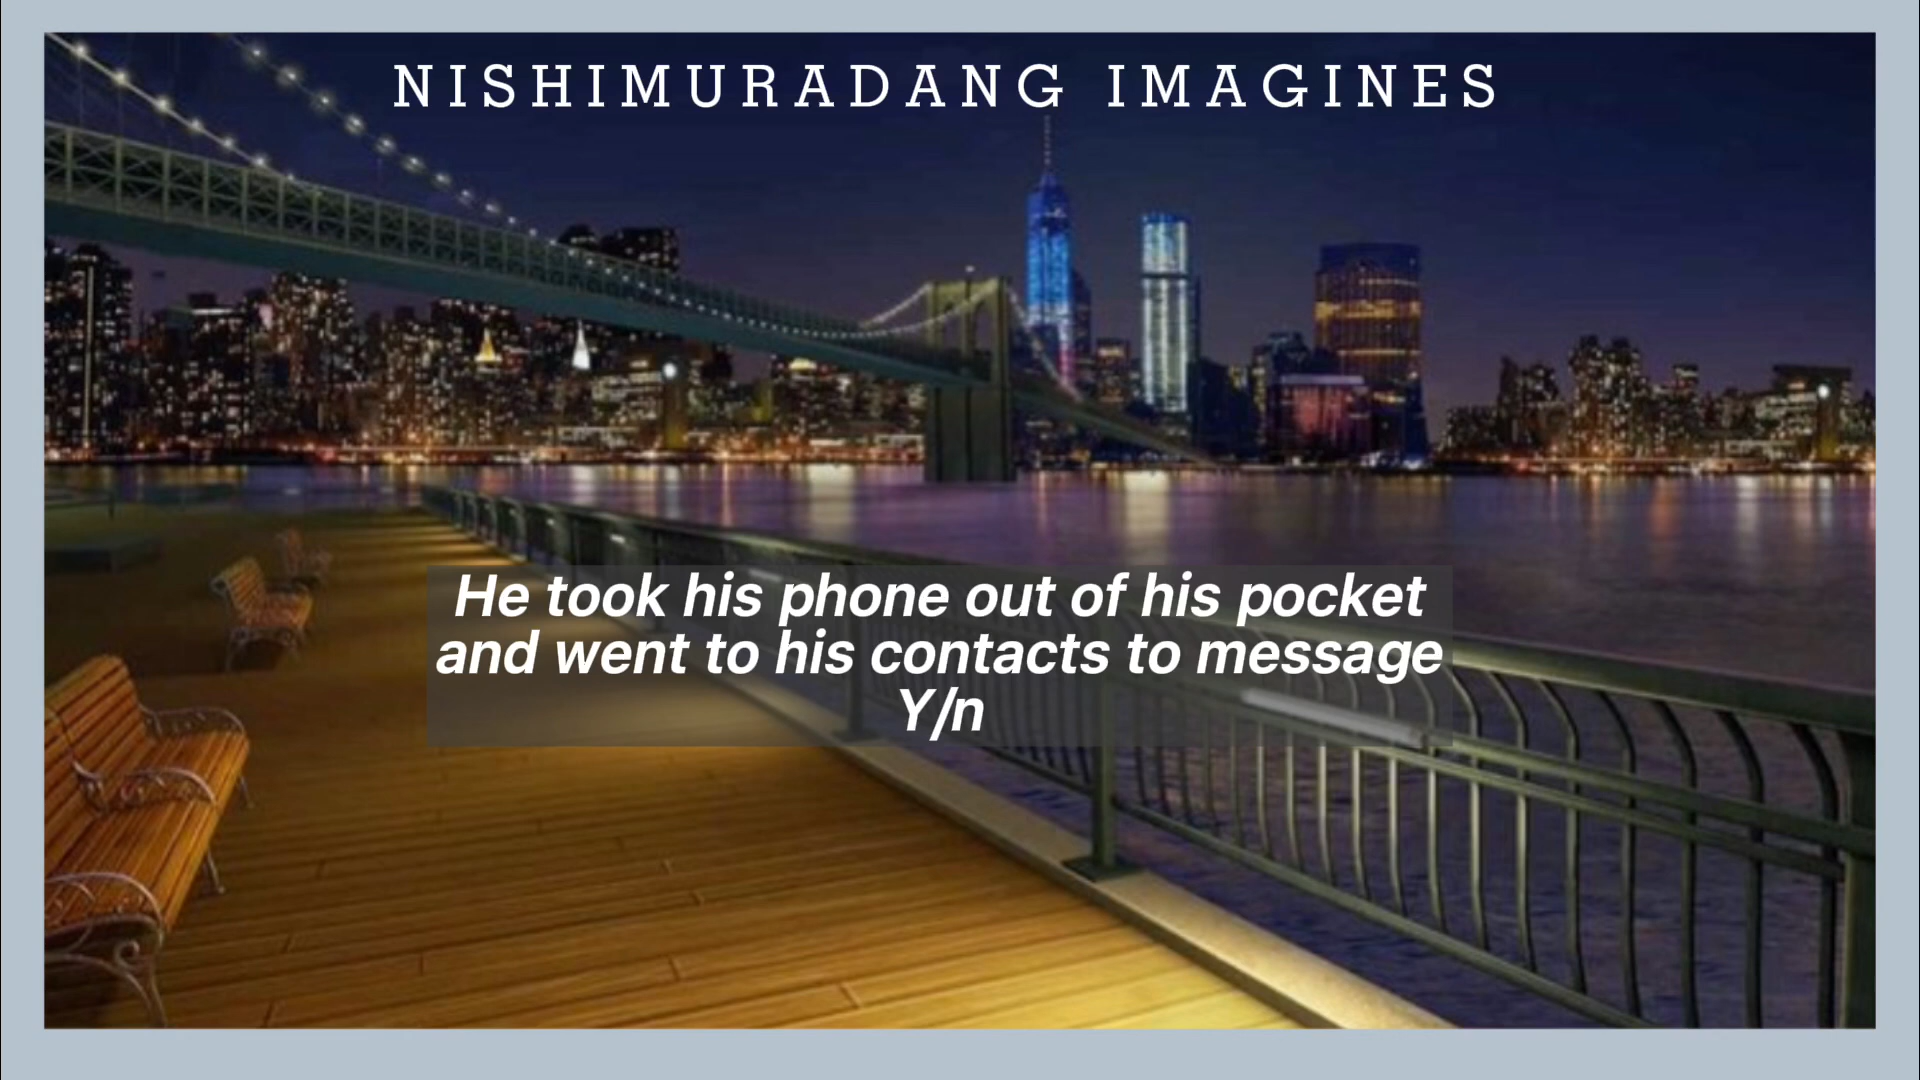 NISHIMURADANG IMAGINES
He took his phone out of his pocket
and went to his contacts to message
Y/n